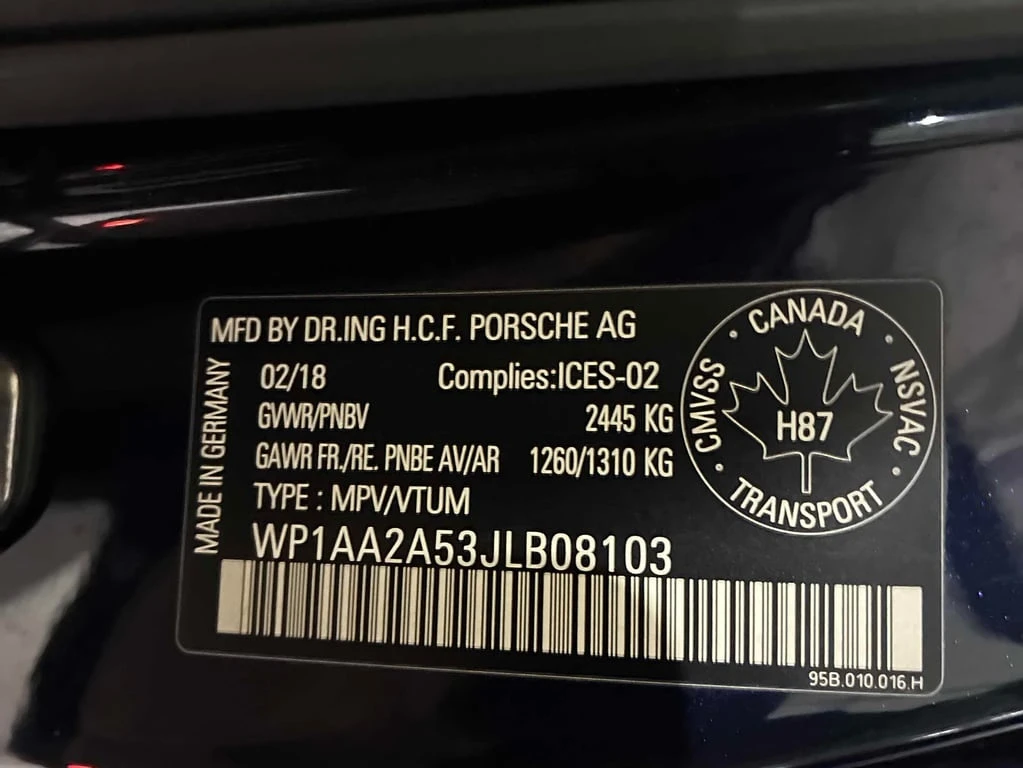 MFD BY DR.ING H.C.F. PORSCHE AG
02/18 Complies:ICES-02
GVWR/PNBV 2445 KG
GAWR FR./RE. PNBE AV/AR 1260/1310 KG
TYPE : MPV/VTUM
WP1AA2A53JLB08103
MADE IN GERMANY
· CANADA ·
CMVSS
NSVAC
H87
· TRANSPORT ·
95B.010.016.H